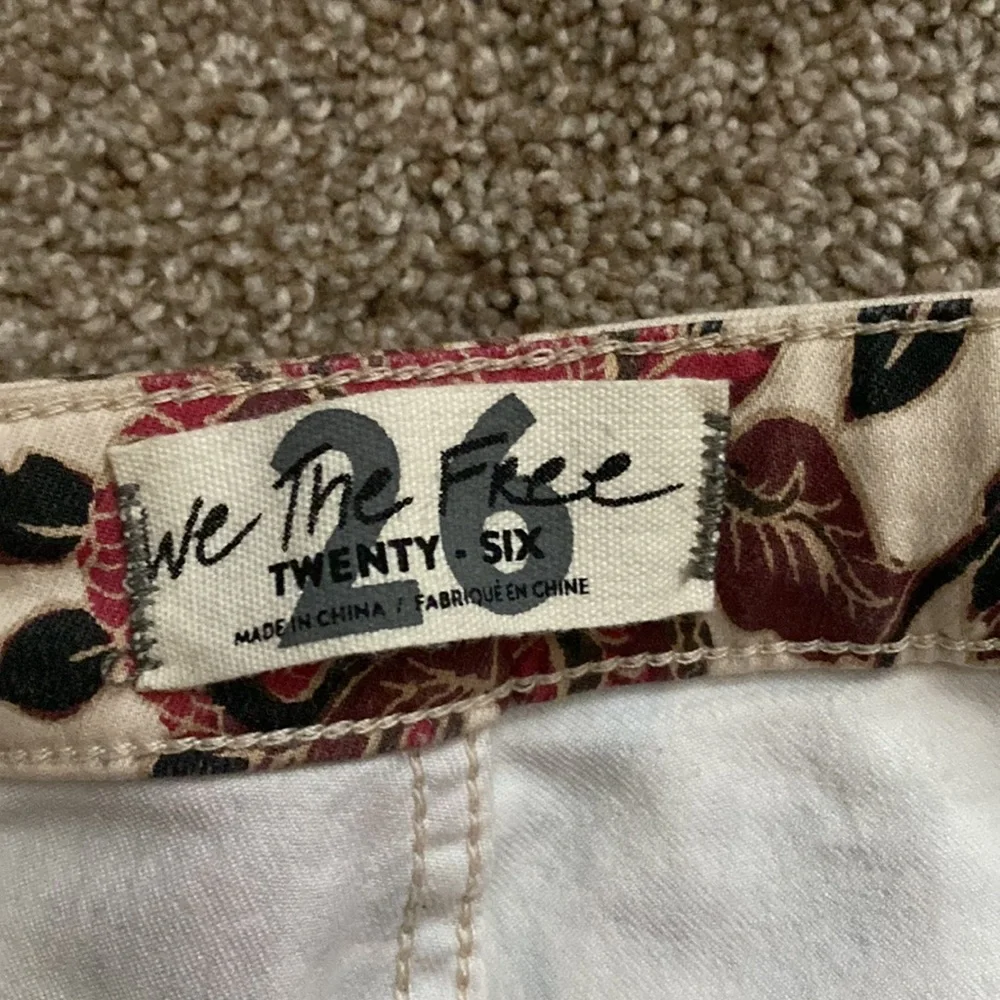 26
We The Free
TWENTY - SIX
MADE IN CHINA / FABRIQUÉ EN CHINE